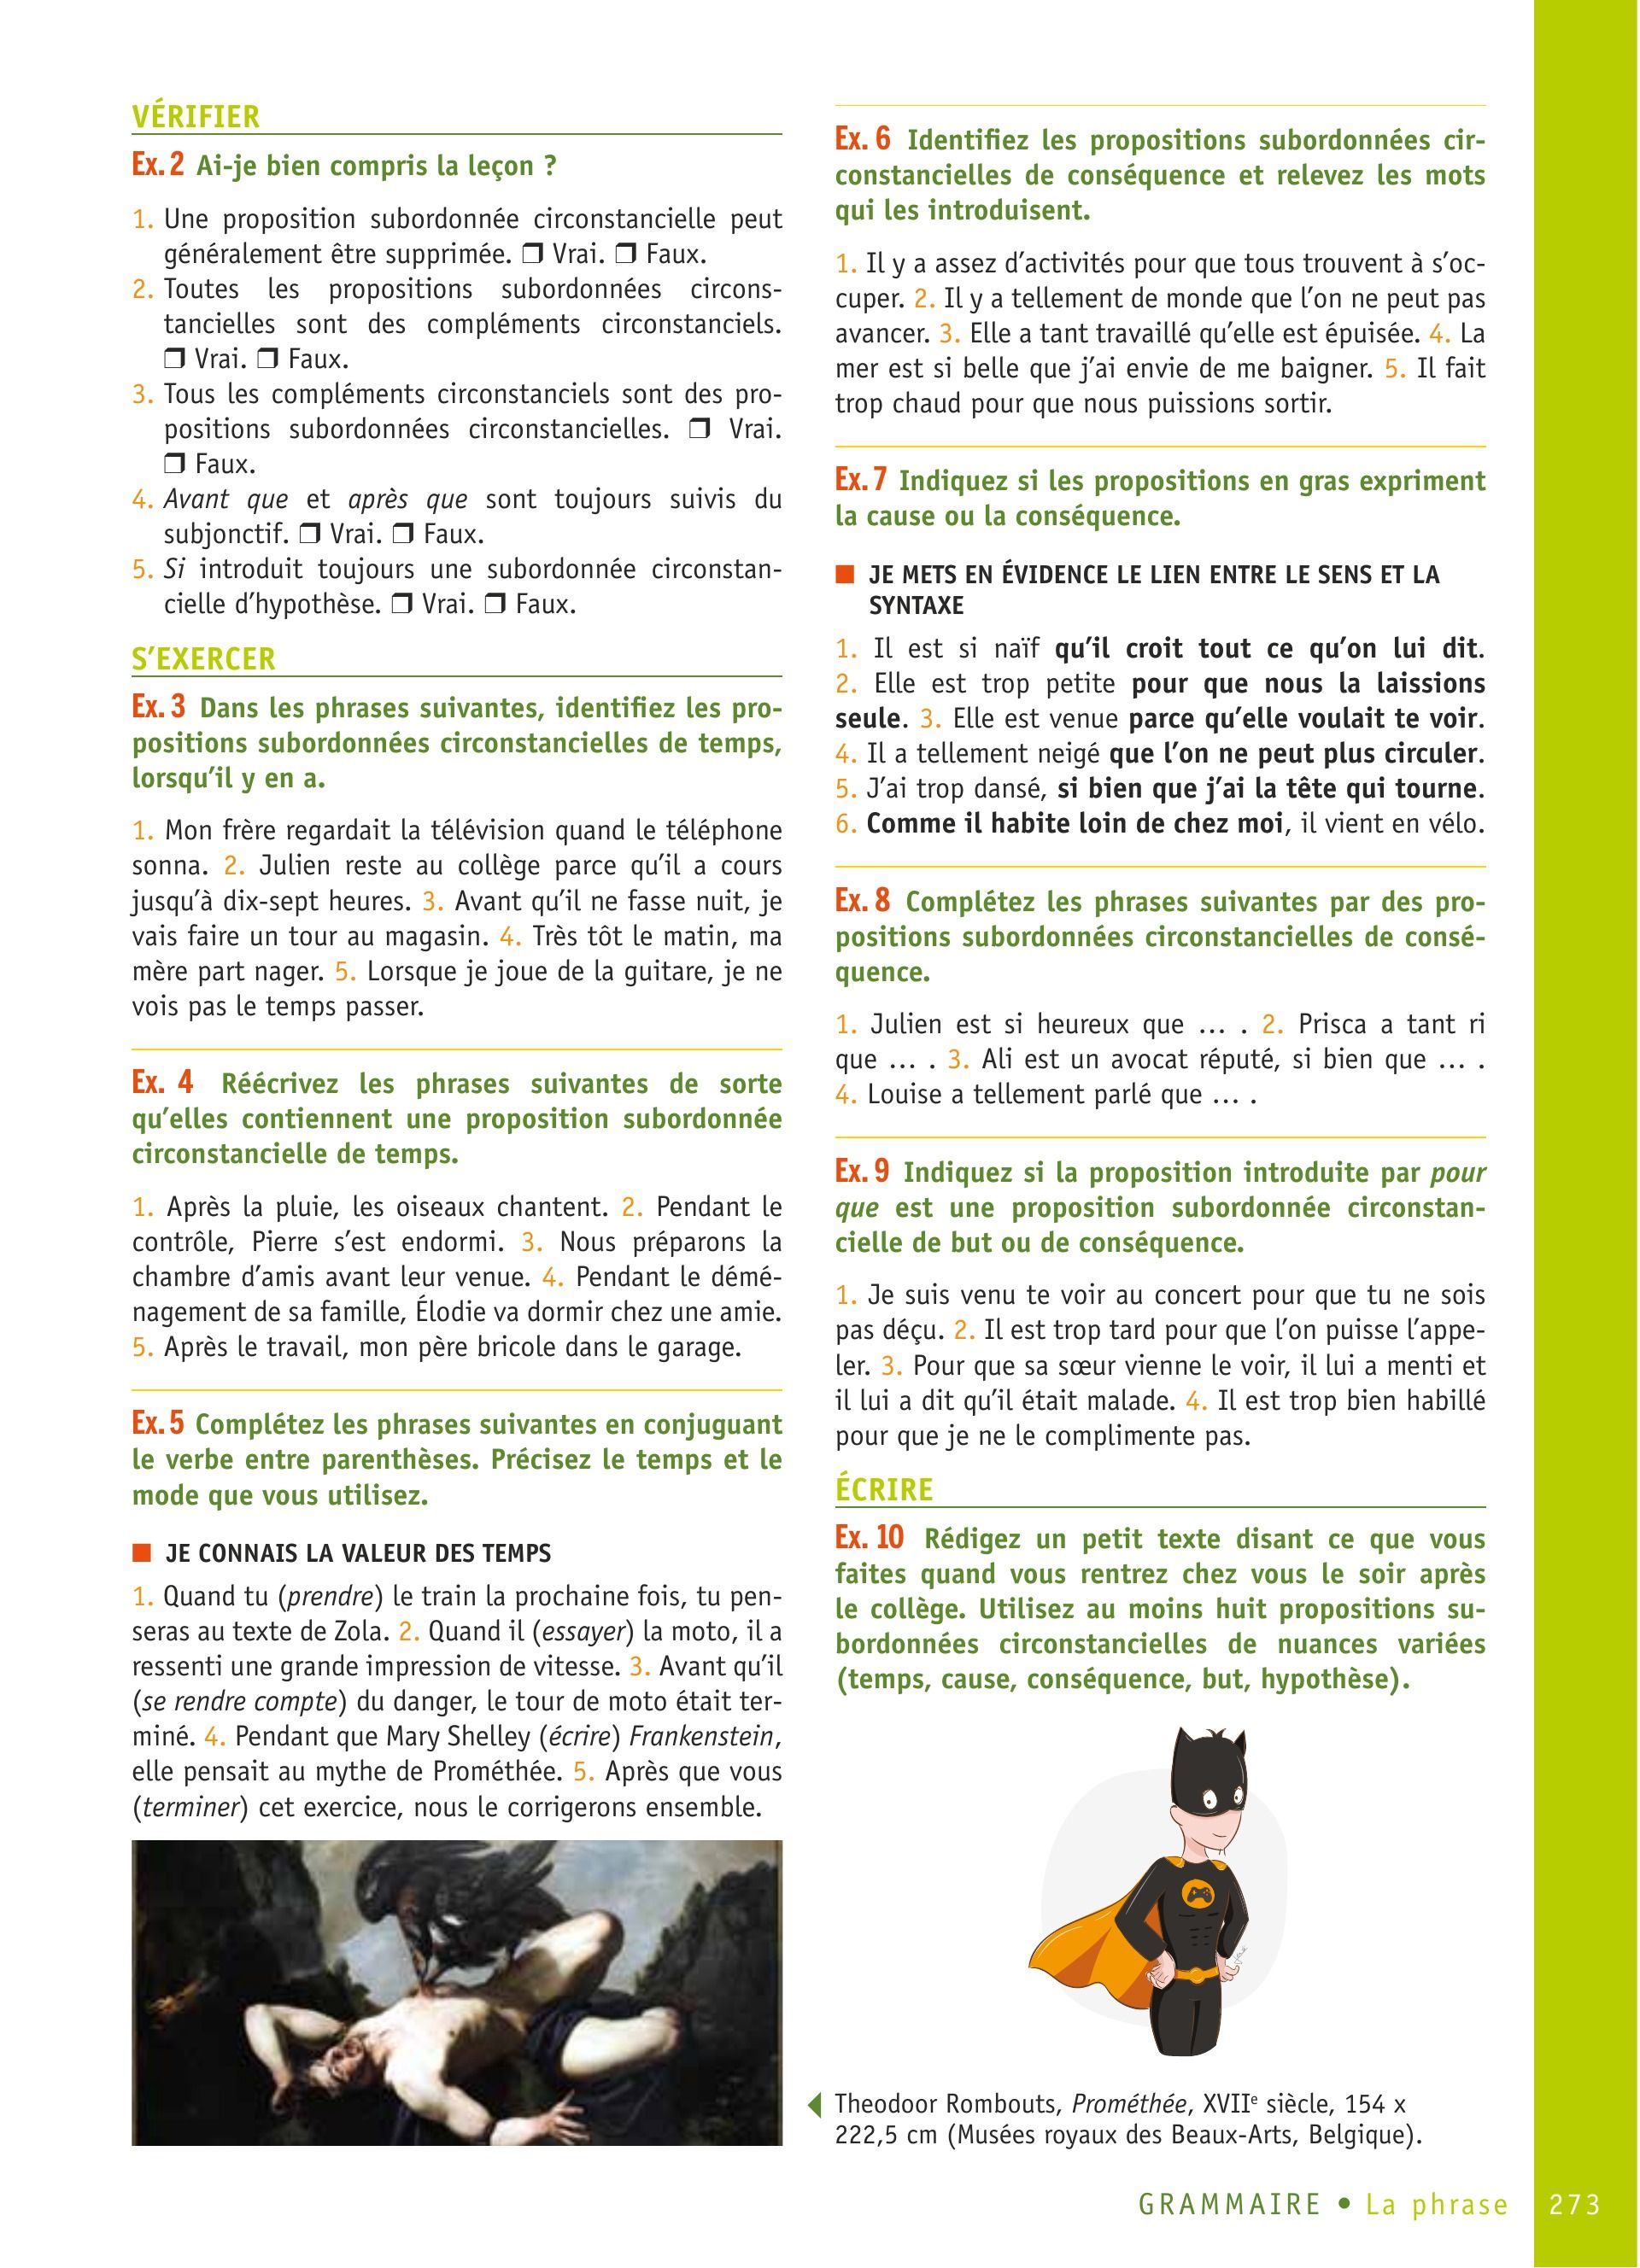 VÉRIFIER
Ex. 2 Ai-je bien compris la leçon ?
1. Une proposition subordonnée circonstancielle peut
généralement être supprimée. ❒ Vrai. ❒ Faux.
2. Toutes les propositions subordonnées circons-
tancielles sont des compléments circonstanciels.
❒ Vrai. ❒ Faux.
3. Tous les compléments circonstanciels sont des pro-
positions subordonnées circonstancielles. ❒ Vrai.
❒ Faux.
4. Avant que et après que sont toujours suivis du
subjonctif. ❒ Vrai. ❒ Faux.
5. Si introduit toujours une subordonnée circonstan-
cielle d’hypothèse. ❒ Vrai. ❒ Faux.
S’EXERCER
Ex. 3 Dans les phrases suivantes, identifiez les pro-
positions subordonnées circonstancielles de temps,
lorsqu’il y en a.
1. Mon frère regardait la télévision quand le téléphone
sonna. 2. Julien reste au collège parce qu’il a cours
jusqu’à dix-sept heures. 3. Avant qu’il ne fasse nuit, je
vais faire un tour au magasin. 4. Très tôt le matin, ma
mère part nager. 5. Lorsque je joue de la guitare, je ne
vois pas le temps passer.
Ex. 4 Réécrivez les phrases suivantes de sorte
qu’elles contiennent une proposition subordonnée
circonstancielle de temps.
1. Après la pluie, les oiseaux chantent. 2. Pendant le
contrôle, Pierre s’est endormi. 3. Nous préparons la
chambre d’amis avant leur venue. 4. Pendant le démé-
nagement de sa famille, Élodie va dormir chez une amie.
5. Après le travail, mon père bricole dans le garage.
Ex. 5 Complétez les phrases suivantes en conjuguant
le verbe entre parenthèses. Précisez le temps et le
mode que vous utilisez.
■ JE CONNAIS LA VALEUR DES TEMPS
1. Quand tu (prendre) le train la prochaine fois, tu pen-
seras au texte de Zola. 2. Quand il (essayer) la moto, il a
ressenti une grande impression de vitesse. 3. Avant qu’il
(se rendre compte) du danger, le tour de moto était ter-
miné. 4. Pendant que Mary Shelley (écrire) Frankenstein,
elle pensait au mythe de Prométhée. 5. Après que vous
(terminer) cet exercice, nous le corrigerons ensemble.
Ex. 6 Identifiez les propositions subordonnées cir-
constancielles de conséquence et relevez les mots
qui les introduisent.
1. Il y a assez d’activités pour que tous trouvent à s’oc-
cuper. 2. Il y a tellement de monde que l’on ne peut pas
avancer. 3. Elle a tant travaillé qu’elle est épuisée. 4. La
mer est si belle que j’ai envie de me baigner. 5. Il fait
trop chaud pour que nous puissions sortir.
Ex. 7 Indiquez si les propositions en gras expriment
la cause ou la conséquence.
■ JE METS EN ÉVIDENCE LE LIEN ENTRE LE SENS ET LA
SYNTAXE
1. Il est si naïf qu’il croit tout ce qu’on lui dit.
2. Elle est trop petite pour que nous la laissions
seule. 3. Elle est venue parce qu’elle voulait te voir.
4. Il a tellement neigé que l’on ne peut plus circuler.
5. J’ai trop dansé, si bien que j’ai la tête qui tourne.
6. Comme il habite loin de chez moi, il vient en vélo.
Ex. 8 Complétez les phrases suivantes par des pro-
positions subordonnées circonstancielles de consé-
quence.
1. Julien est si heureux que … . 2. Prisca a tant ri
que … . 3. Ali est un avocat réputé, si bien que … .
4. Louise a tellement parlé que … .
Ex. 9 Indiquez si la proposition introduite par pour
que est une proposition subordonnée circonstan-
cielle de but ou de conséquence.
1. Je suis venu te voir au concert pour que tu ne sois
pas déçu. 2. Il est trop tard pour que l’on puisse l’appe-
ler. 3. Pour que sa sœur vienne le voir, il lui a menti et
il lui a dit qu’il était malade. 4. Il est trop bien habillé
pour que je ne le complimente pas.
ÉCRIRE
Ex. 10 Rédigez un petit texte disant ce que vous
faites quand vous rentrez chez vous le soir après
le collège. Utilisez au moins huit propositions su-
bordonnées circonstancielles de nuances variées
(temps, cause, conséquence, but, hypothèse).
Theodoor Rombouts, Prométhée, XVIIe siècle, 154 x
222,5 cm (Musées royaux des Beaux-Arts, Belgique).
GRAMMAIRE • La phrase 273